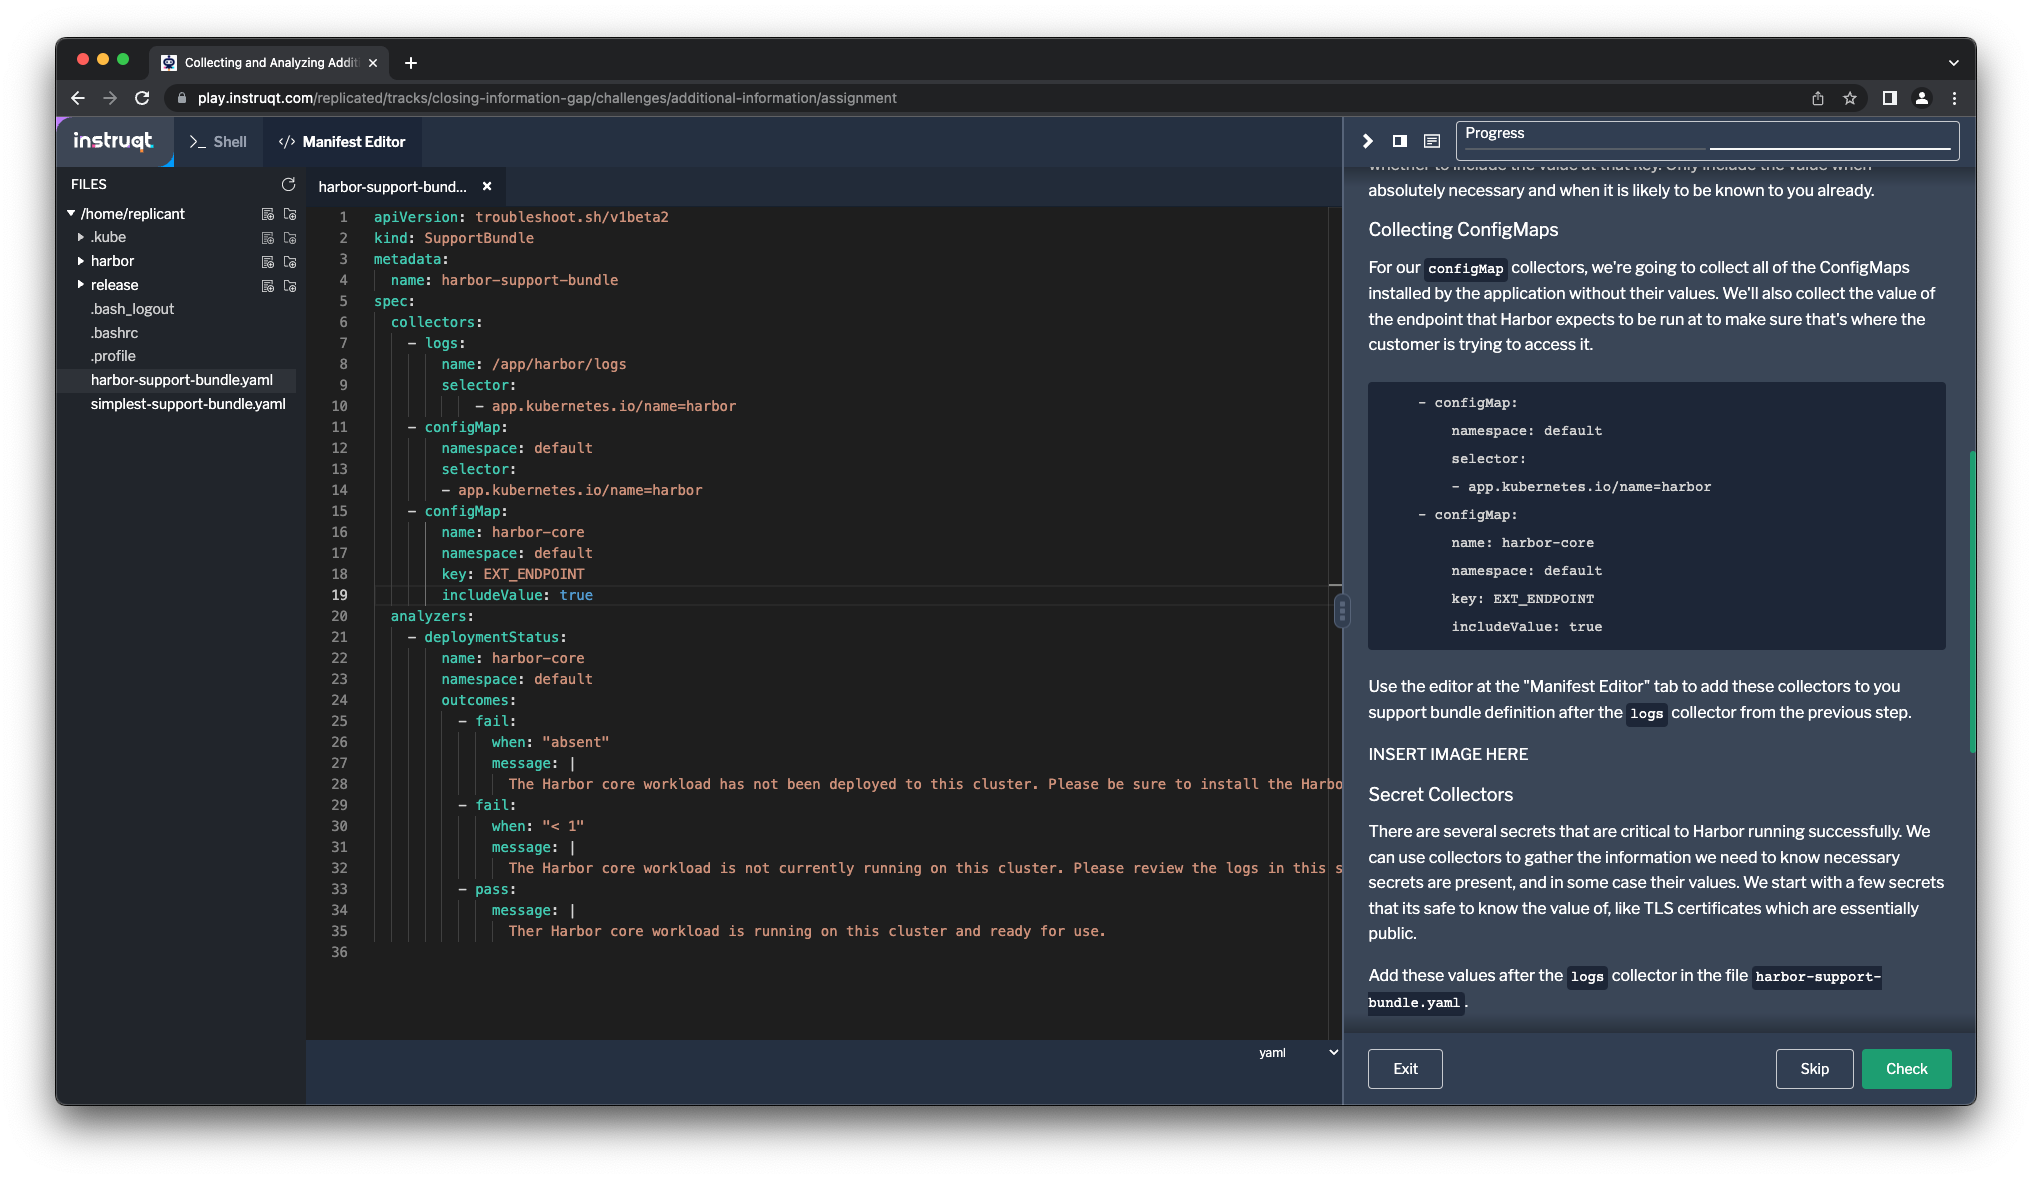 Collecting and Analyzing Addit
play.instruqt.com/replicated/tracks/closing-information-gap/challenges/additional-information/assignment
instruqt
>_ Shell
</> Manifest Editor
FILES
/home/replicant
.kube
harbor
release
.bash_logout
.bashrc
.profile
harbor-support-bundle.yaml
simplest-support-bundle.yaml
harbor-support-bund...
1 apiVersion: troubleshoot.sh/v1beta2
2 kind: SupportBundle
3 metadata:
4 name: harbor-support-bundle
5 spec:
6 collectors:
7 - logs:
8 name: /app/harbor/logs
9 selector:
10 - app.kubernetes.io/name=harbor
11 - configMap:
12 namespace: default
13 selector:
14 - app.kubernetes.io/name=harbor
15 - configMap:
16 name: harbor-core
17 namespace: default
18 key: EXT_ENDPOINT
19 includeValue: true
20 analyzers:
21 - deploymentStatus:
22 name: harbor-core
23 namespace: default
24 outcomes:
25 - fail:
26 when: "absent"
27 message: |
28 The Harbor core workload has not been deployed to this cluster. Please be sure to install the Harbo
29 - fail:
30 when: "< 1"
31 message: |
32 The Harbor core workload is not currently running on this cluster. Please review the logs in this s
33 - pass:
34 message: |
35 Ther Harbor core workload is running on this cluster and ready for use.
36
yaml
Progress
whether to include the value at that key. Only include the value when
absolutely necessary and when it is likely to be known to you already.
Collecting ConfigMaps
For our configMap collectors, we're going to collect all of the ConfigMaps
installed by the application without their values. We'll also collect the value of
the endpoint that Harbor expects to be run at to make sure that's where the
customer is trying to access it.
- configMap:
namespace: default
selector:
- app.kubernetes.io/name=harbor
- configMap:
name: harbor-core
namespace: default
key: EXT_ENDPOINT
includeValue: true
Use the editor at the "Manifest Editor" tab to add these collectors to you
support bundle definition after the logs collector from the previous step.
INSERT IMAGE HERE
Secret Collectors
There are several secrets that are critical to Harbor running successfully. We
can use collectors to gather the information we need to know necessary
secrets are present, and in some case their values. We start with a few secrets
that its safe to know the value of, like TLS certificates which are essentially
public.
Add these values after the logs collector in the file harbor-support-
bundle.yaml.
Exit
Skip
Check